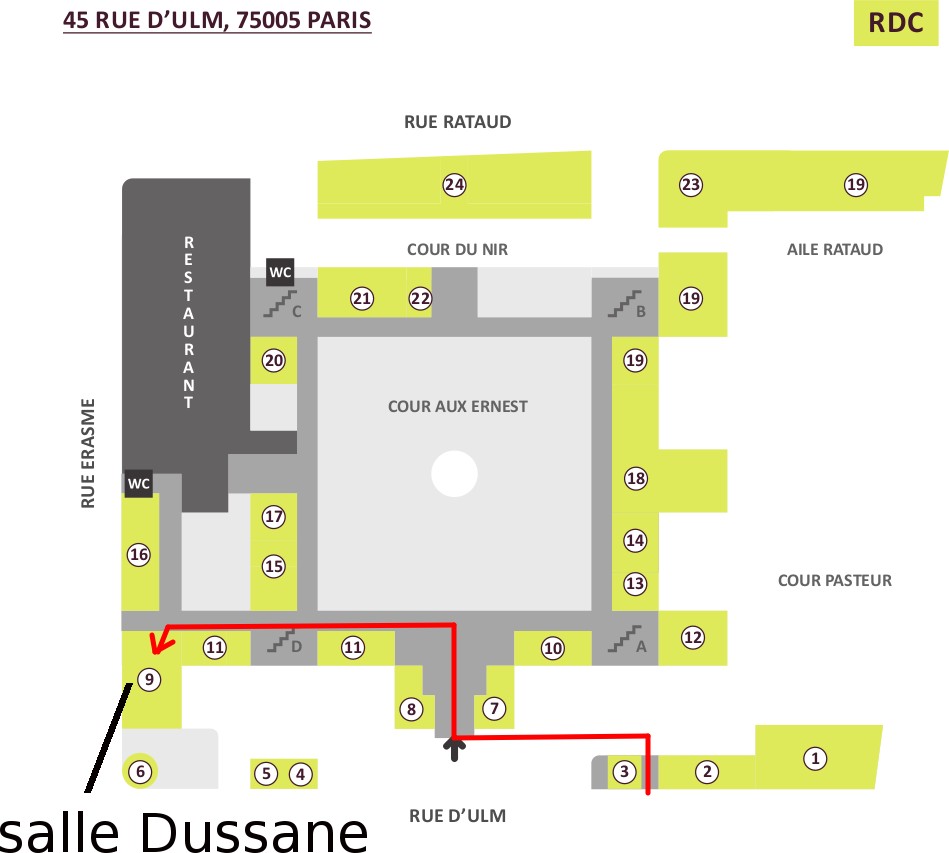 45 RUE D'ULM, 75005 PARIS
RDC
RUE RATAUD
24
23
19
COUR DU NIR
AILE RATAUD
WC
C
21
22
B
19
RESTAURANT
20
19
COUR AUX ERNEST
RUE ERASME
WC
18
17
16
15
14
13
COUR PASTEUR
11
D
11
10
A
12
9
8
7
6
5
4
3
2
1
RUE D'ULM
salle Dussane